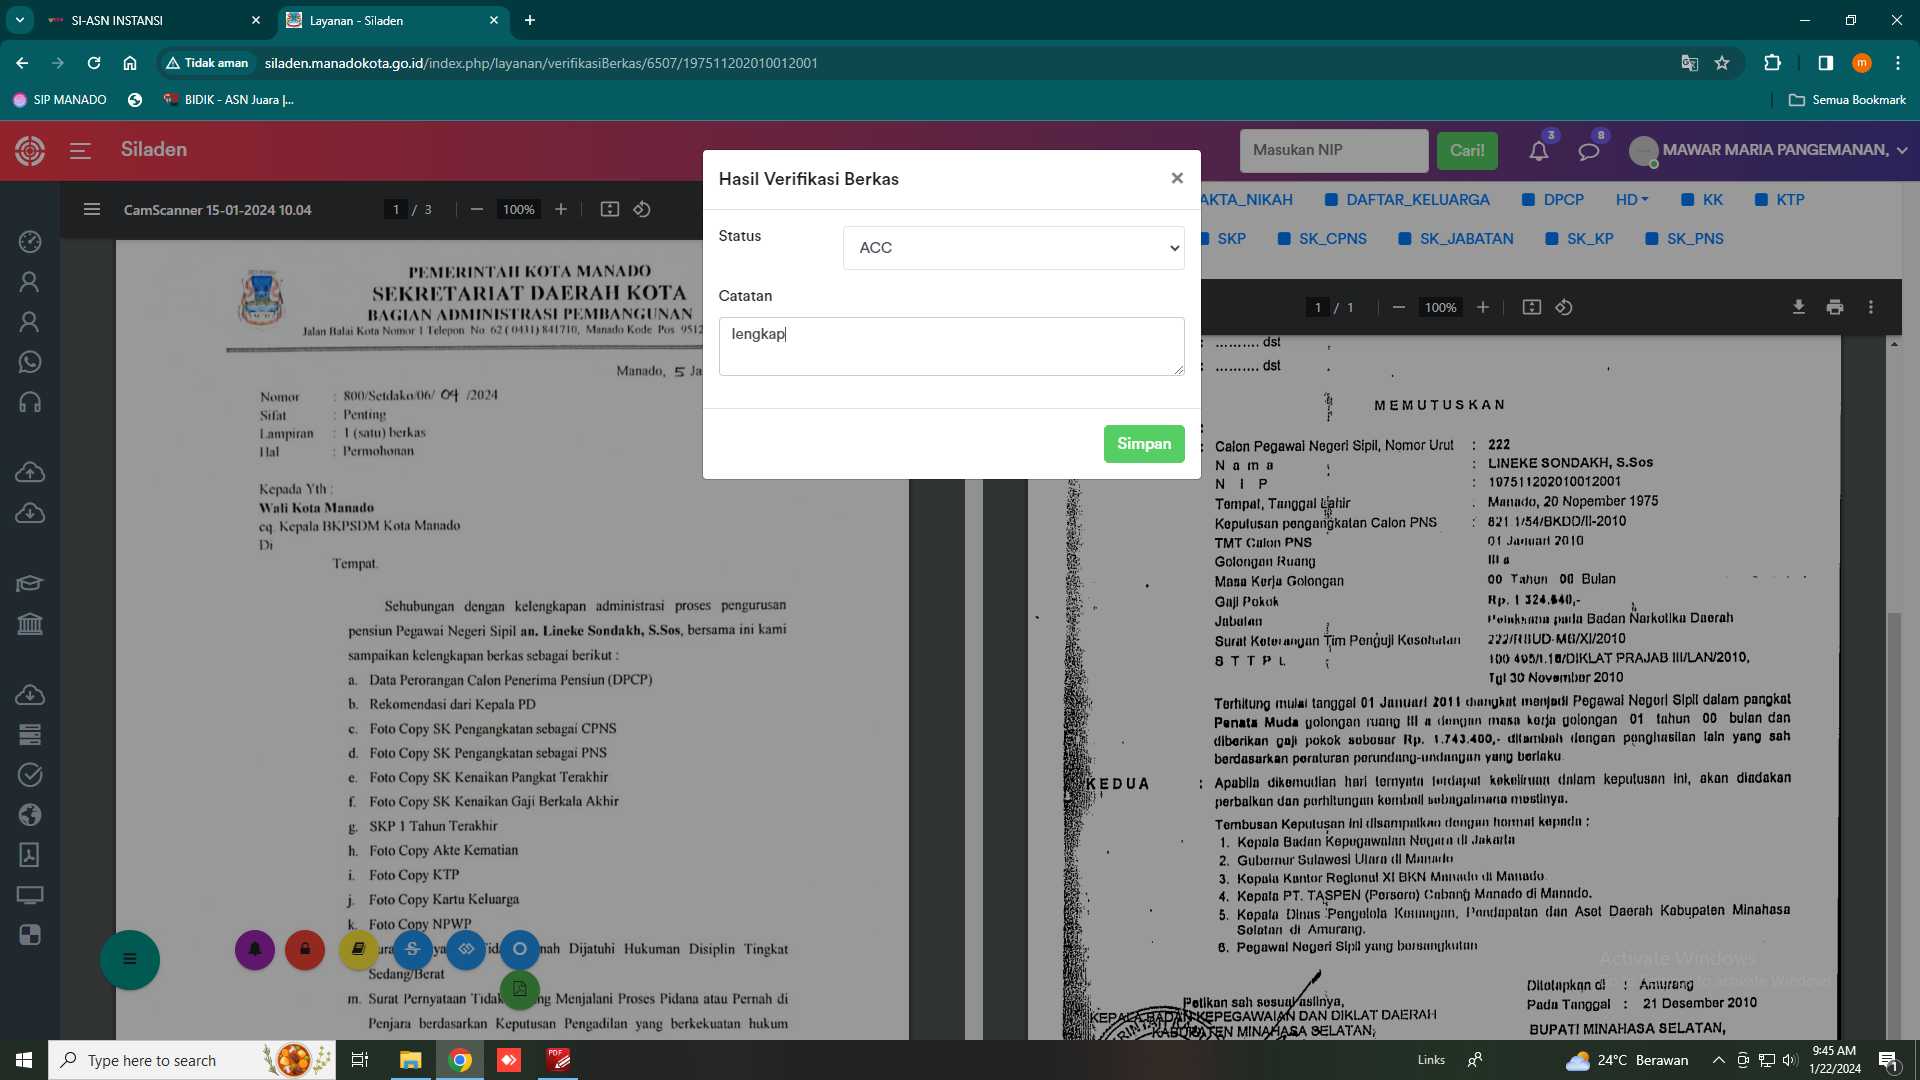 SI-ASN INSTANSI
Layanan - Siladen
Tidak aman
siladen.manadokota.go.id/index.php/layanan/verifikasiBerkas/6507/197511202010012001
SIP MANADO
BIDIK - ASN Juara |...
Semua Bookmark
Siladen
Masukan NIP
Cari!
3
8
MAWAR MARIA PANGEMANAN,
CamScanner 15-01-2024 10.04
1 / 3
100%
AKTA_NIKAH
DAFTAR_KELUARGA
DPCP
HD
KK
KTP
SKP
SK_CPNS
SK_JABATAN
SK_KP
SK_PNS
Hasil Verifikasi Berkas
Status
ACC
Catatan
lengkap
Simpan
PEMERINTAH KOTA MANADO
SEKRETARIAT DAERAH KOTA
BAGIAN ADMINISTRASI PEMBANGUNAN
Jalan Balai Kota Nomor 1 Telepon No. 62 ( 0431) 841710, Manado Kode Pos 9512
Manado, 5 Ja
Nomor : 800/Setdako/06/ 04 /2024
Sifat : Penting
Lampiran : 1 (satu) berkas
Hal : Permohonan
Kepada Yth :
Wali Kota Manado
cq. Kepala BKPSDM Kota Manado
Di
Tempat.
Sehubungan dengan kelengkapan administrasi proses pengurusan
pensiun Pegawai Negeri Sipil an. Lineke Sondakh, S.Sos, bersama ini kami
sampaikan kelengkapan berkas sebagai berikut :
a. Data Perorangan Calon Penerima Pensiun (DPCP)
b. Rekomendasi dari Kepala PD
c. Foto Copy SK Pengangkatan sebagai CPNS
d. Foto Copy SK Pengangkatan sebagai PNS
e. Foto Copy SK Kenaikan Pangkat Terakhir
f. Foto Copy SK Kenaikan Gaji Berkala Akhir
g. SKP 1 Tahun Terakhir
h. Foto Copy Akte Kematian
i. Foto Copy KTP
j. Foto Copy Kartu Keluarga
k. Foto Copy NPWP
Dijatuhi Hukuman Disiplin Tingkat
Sedang/Berat
m. Surat Pernyataan Tidak Menjalani Proses Pidana atau Pernah di
Penjara berdasarkan Keputusan Pengadilan yang berkekuatan hukum
1 / 1
100%
: .......... dst
: .......... dst
MEMUTUSKAN
Calon Pegawai Negeri Sipil, Nomor Urut : 222
N a m a : LINEKE SONDAKH, S.Sos
N I P : 197511202010012001
Tempat, Tanggal Lahir : Manado, 20 Nopember 1975
Keputusan pengangkatan Calon PNS : 821.1/54/BKDD/II-2010
TMT Calon PNS 01 Januari 2010
Golongan Ruang III a
Masa Kerja Golongan 00 Tahun 00 Bulan
Gaji Pokok Rp. 1 324.640,-
Jabatan Pelaksana pada Badan Narkotika Daerah
Surat Keterangan Tim Penguji Kesehatan 222/RSUD-MS/XI/2010
S T T P L /DIKLAT PRAJAB III/LAN/2010,
Tgl 30 November 2010
Terhitung mulai tanggal 01 Januari 2011 diangkat menjadi Pegawai Negeri Sipil dalam pangkat
Penata Muda golongan ruang III a dengan masa kerja golongan 01 tahun 00 bulan dan
diberikan gaji pokok sebesar Rp. 1.743.400,- ditambah dengan penghasilan lain yang sah
berdasarkan peraturan perundang-undangan yang berlaku.
KEDUA : Apabila dikemudian hari ternyata terdapat kekeliruan dalam keputusan ini, akan diadakan
perbaikan dan perhitungan kembali sebagaimana mestinya.
Tembusan Keputusan ini disampaikan dengan hormat kepada :
1. Kepala Badan Kepegawaian Negara di Jakarta
2. Gubernur Sulawesi Utara di Manado
3. Kepala Kantor Regional XI BKN Manado di Manado.
4. Kepala PT. TASPEN (Persero) Cabang Manado di Manado.
5. Kepala Dinas Pengelola Keuangan, Pendapatan dan Aset Daerah Kabupaten Minahasa
Selatan di Amurang.
6. Pegawai Negeri Sipil yang bersangkutan
Activate Windows
Ditetapkan di : Amurang
Pada Tanggal : 21 Desember 2010
BUPATI MINAHASA SELATAN,
Petikan sah sesuai aslinya,
KEPALA BADAN KEPEGAWAIAN DAN DIKLAT DAERAH
KABUPATEN MINAHASA SELATAN,
Type here to search
Links
24°C Berawan
9:45 AM
1/22/2024
1